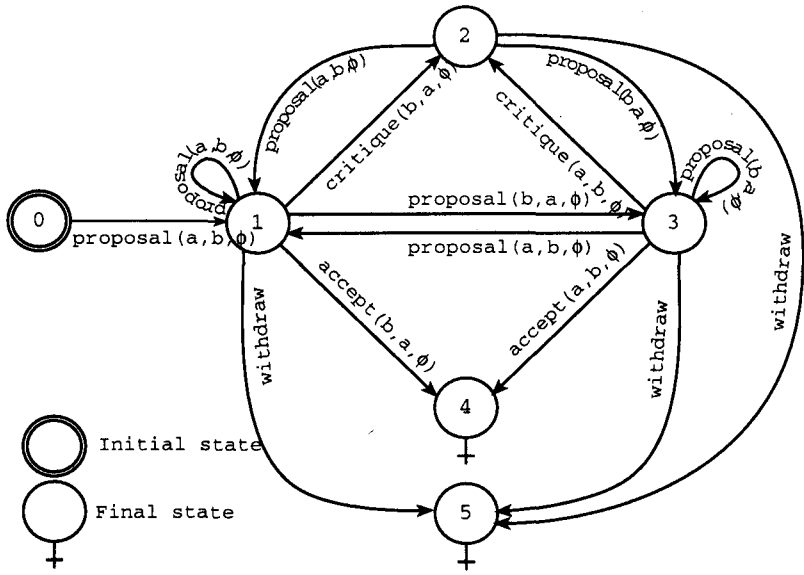 2
proposal(a,b,ϕ)
critique(b,a,ϕ)
proposal(b,a,ϕ)
critique(a,b,ϕ)
proposal(a,b,ϕ)
proposal(b,a,ϕ)
0
1
3
proposal(a,b,ϕ)
proposal(b,a,ϕ)
proposal(a,b,ϕ)
accept(b,a,ϕ)
accept(a,b,ϕ)
withdraw
withdraw
withdraw
4
Initial state
5
Final state